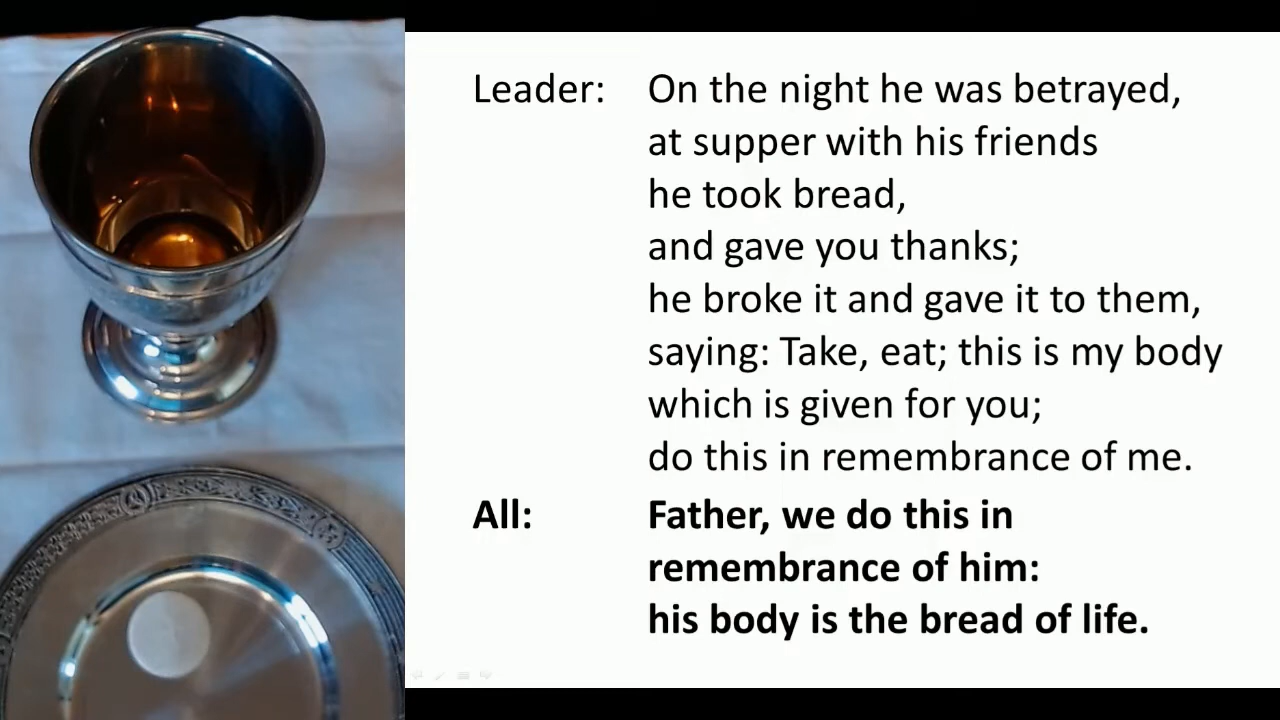 Leader: On the night he was betrayed,
at supper with his friends
he took bread,
and gave you thanks;
he broke it and gave it to them,
saying: Take, eat; this is my body
which is given for you;
do this in remembrance of me.
All: Father, we do this in
remembrance of him:
his body is the bread of life.